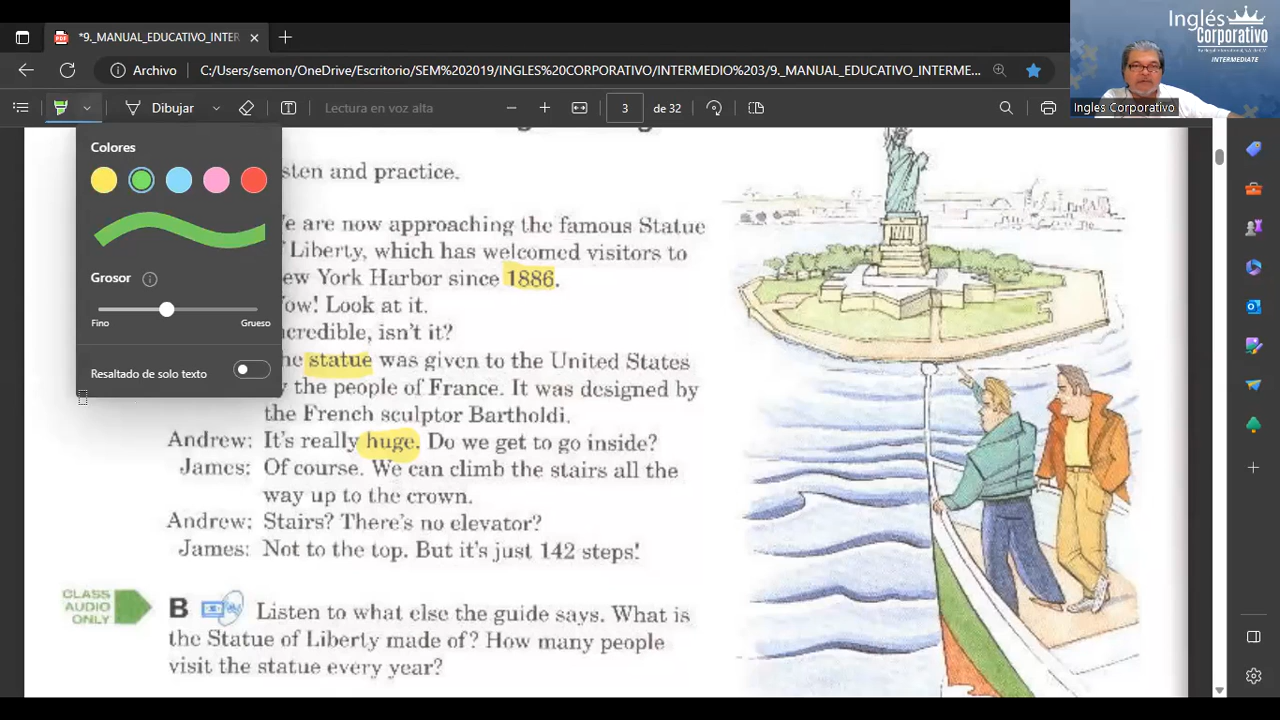 *9._MANUAL_EDUCATIVO_INTER
Archivo
C:/Users/semon/OneDrive/Escritorio/SEP%202019/INGLES%20CORPORATIVO/INTERMEDIO%203/9._MANUAL_EDUCATIVO_INTERME...
Dibujar
Lectura en voz alta
3
de 32
Inglés
Corporativo
INTERMEDIATE
Ingles Corporativo
Colores
Grosor
Fino
Grueso
Resaltado de solo texto
sten and practice.
e are now approaching the famous Statue
Liberty, which has welcomed visitors to
ew York Harbor since 1886.
ow! Look at it.
credible, isn't it?
he statue was given to the United States
the people of France. It was designed by
the French sculptor Bartholdi.
Andrew: It's really huge. Do we get to go inside?
James: Of course. We can climb the stairs all the
way up to the crown.
Andrew: Stairs? There's no elevator?
James: Not to the top. But it's just 142 steps!
CLASS
AUDIO
ONLY
B Listen to what else the guide says. What is
the Statue of Liberty made of? How many people
visit the statue every year?